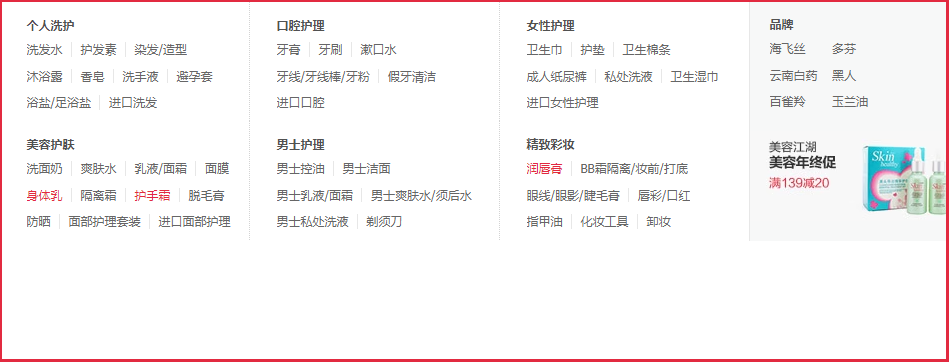 个人洗护
洗发水 护发素 染发/造型
沐浴露 香皂 洗手液 避孕套
浴盐/足浴盐 进口洗发
口腔护理
牙膏 牙刷 漱口水
牙线/牙线棒/牙粉 假牙清洁
进口口腔
女性护理
卫生巾 护垫 卫生棉条
成人纸尿裤 私处洗液 卫生湿巾
进口女性护理
美容护肤
洗面奶 爽肤水 乳液/面霜 面膜
身体乳 隔离霜 护手霜 脱毛膏
防晒 面部护理套装 进口面部护理
男士护理
男士控油 男士洁面
男士乳液/面霜 男士爽肤水/须后水
男士私处洗液 剃须刀
精致彩妆
润唇膏 BB霜隔离/妆前/打底
眼线/眼影/睫毛膏 唇彩/口红
指甲油 化妆工具 卸妆
品牌
海飞丝 多芬
云南白药 黑人
百雀羚 玉兰油
美容江湖
美容年终促
满139减20
Skin
healthy